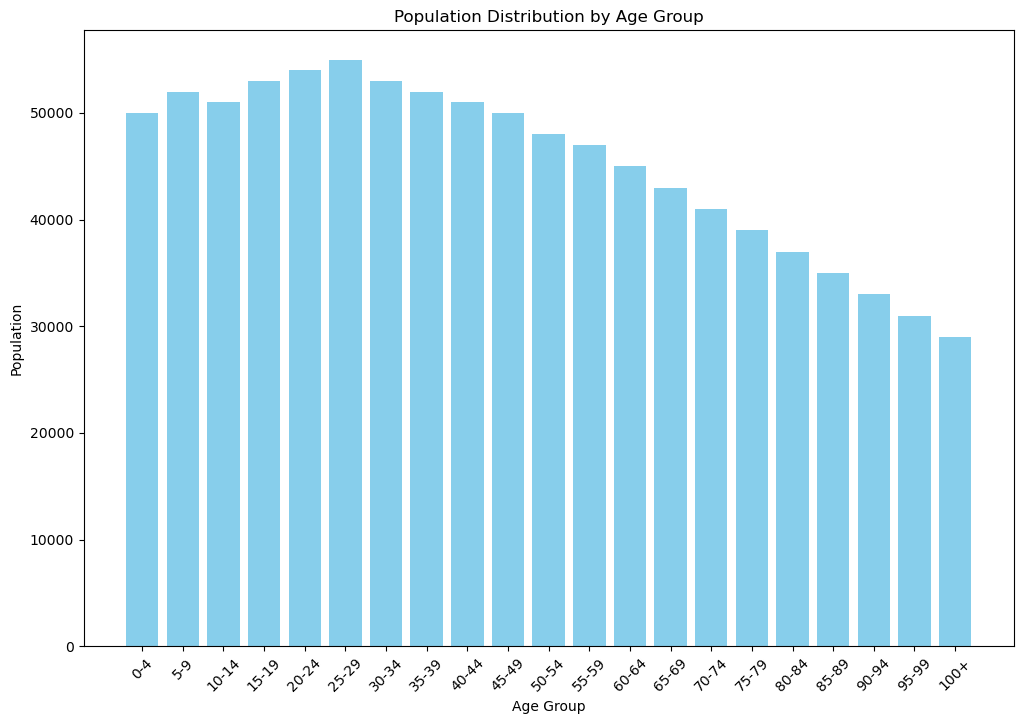 Population Distribution by Age Group
Population
50000
40000
30000
20000
10000
0
0-4 5-9 10-14 15-19 20-24 25-29 30-34 35-39 40-44 45-49 50-54 55-59 60-64 65-69 70-74 75-79 80-84 85-89 90-94 95-99 100+
Age Group